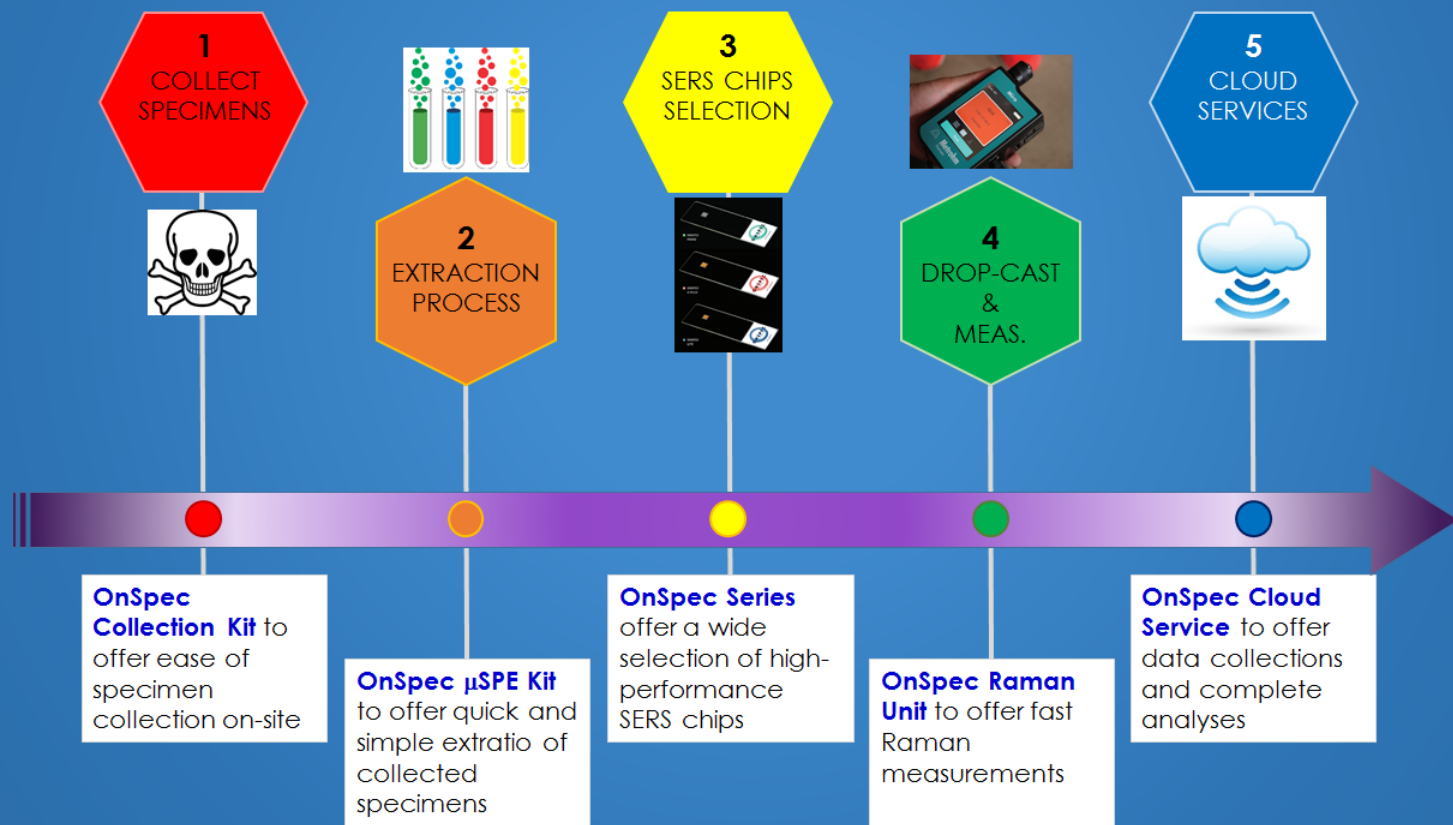 1
COLLECT
SPECIMENS
2
EXTRACTION
PROCESS
3
SERS CHIPS
SELECTION
4
DROP-CAST
&
MEAS.
5
CLOUD
SERVICES
OnSpec
Collection Kit to
offer ease of
specimen
collection on-site
OnSpec μSPE Kit
to offer quick and
simple extratio of
collected
specimens
OnSpec Series
offer a wide
selection of high-
performance
SERS chips
OnSpec Raman
Unit to offer fast
Raman
measurements
OnSpec Cloud
Service to offer
data collections
and complete
analyses